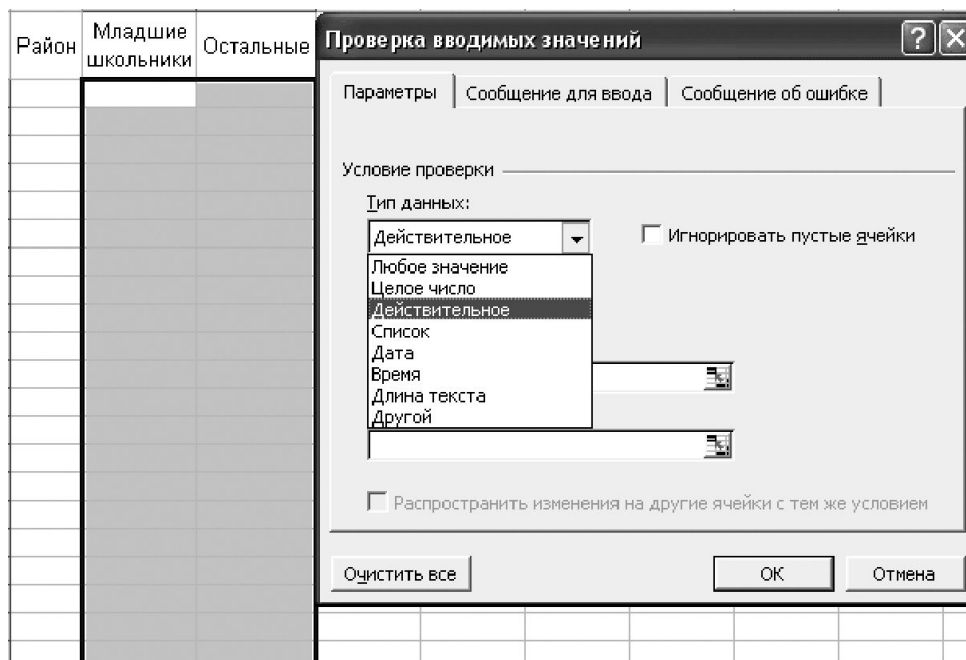 Район
Младшие
школьники
Остальные
Проверка вводимых значений
Параметры
Сообщение для ввода
Сообщение об ошибке
Условие проверки
Тип данных:
Действительное
Игнорировать пустые ячейки
Любое значение
Целое число
Действительное
Список
Дата
Время
Длина текста
Другой
Распространить изменения на другие ячейки с тем же условием
Очистить все
ОК
Отмена